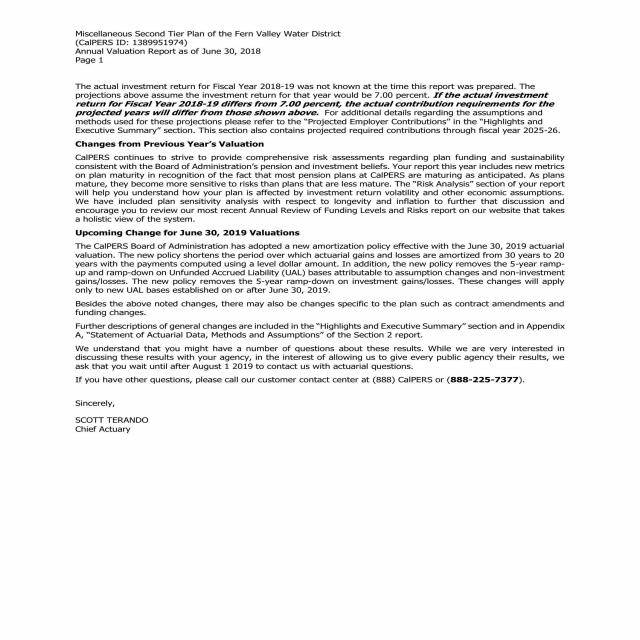 Miscellaneous Second Tier Plan of the Fern Valley Water District
(CalPERS ID: 1389951974)
Annual Valuation Report as of June 30, 2018
Page 1
The actual investment return for Fiscal Year 2018-19 was not known at the time this report was prepared. The
projections above assume the investment return for that year would be 7.00 percent. If the actual investment
return for Fiscal Year 2018-19 differs from 7.00 percent, the actual contribution requirements for the
projected years will differ from those shown above. For additional details regarding the assumptions and
methods used for these projections please refer to the “Projected Employer Contributions” in the “Highlights and
Executive Summary” section. This section also contains projected required contributions through fiscal year 2025-26.
Changes from Previous Year’s Valuation
CalPERS continues to strive to provide comprehensive risk assessments regarding plan funding and sustainability
consistent with the Board of Administration’s pension and investment beliefs. Your report this year includes new metrics
on plan maturity in recognition of the fact that most pension plans at CalPERS are maturing as anticipated. As plans
mature, they become more sensitive to risks than plans that are less mature. The “Risk Analysis” section of your report
will help you understand how your plan is affected by investment return volatility and other economic assumptions.
We have included plan sensitivity analysis with respect to longevity and inflation to further that discussion and
encourage you to review our most recent Annual Review of Funding Levels and Risks report on our website that takes
a holistic view of the system.
Upcoming Change for June 30, 2019 Valuations
The CalPERS Board of Administration has adopted a new amortization policy effective with the June 30, 2019 actuarial
valuation. The new policy shortens the period over which actuarial gains and losses are amortized from 30 years to 20
years with the payments computed using a level dollar amount. In addition, the new policy removes the 5-year ramp-
up and ramp-down on Unfunded Accrued Liability (UAL) bases attributable to assumption changes and non-investment
gains/losses. The new policy removes the 5-year ramp-down on investment gains/losses. These changes will apply
only to new UAL bases established on or after June 30, 2019.
Besides the above noted changes, there may also be changes specific to the plan such as contract amendments and
funding changes.
Further descriptions of general changes are included in the “Highlights and Executive Summary” section and in Appendix
A, “Statement of Actuarial Data, Methods and Assumptions” of the Section 2 report.
We understand that you might have a number of questions about these results. While we are very interested in
discussing these results with your agency, in the interest of allowing us to give every public agency their results, we
ask that you wait until after August 1 2019 to contact us with actuarial questions.
If you have other questions, please call our customer contact center at (888) CalPERS or (888-225-7377).
Sincerely,
SCOTT TERANDO
Chief Actuary